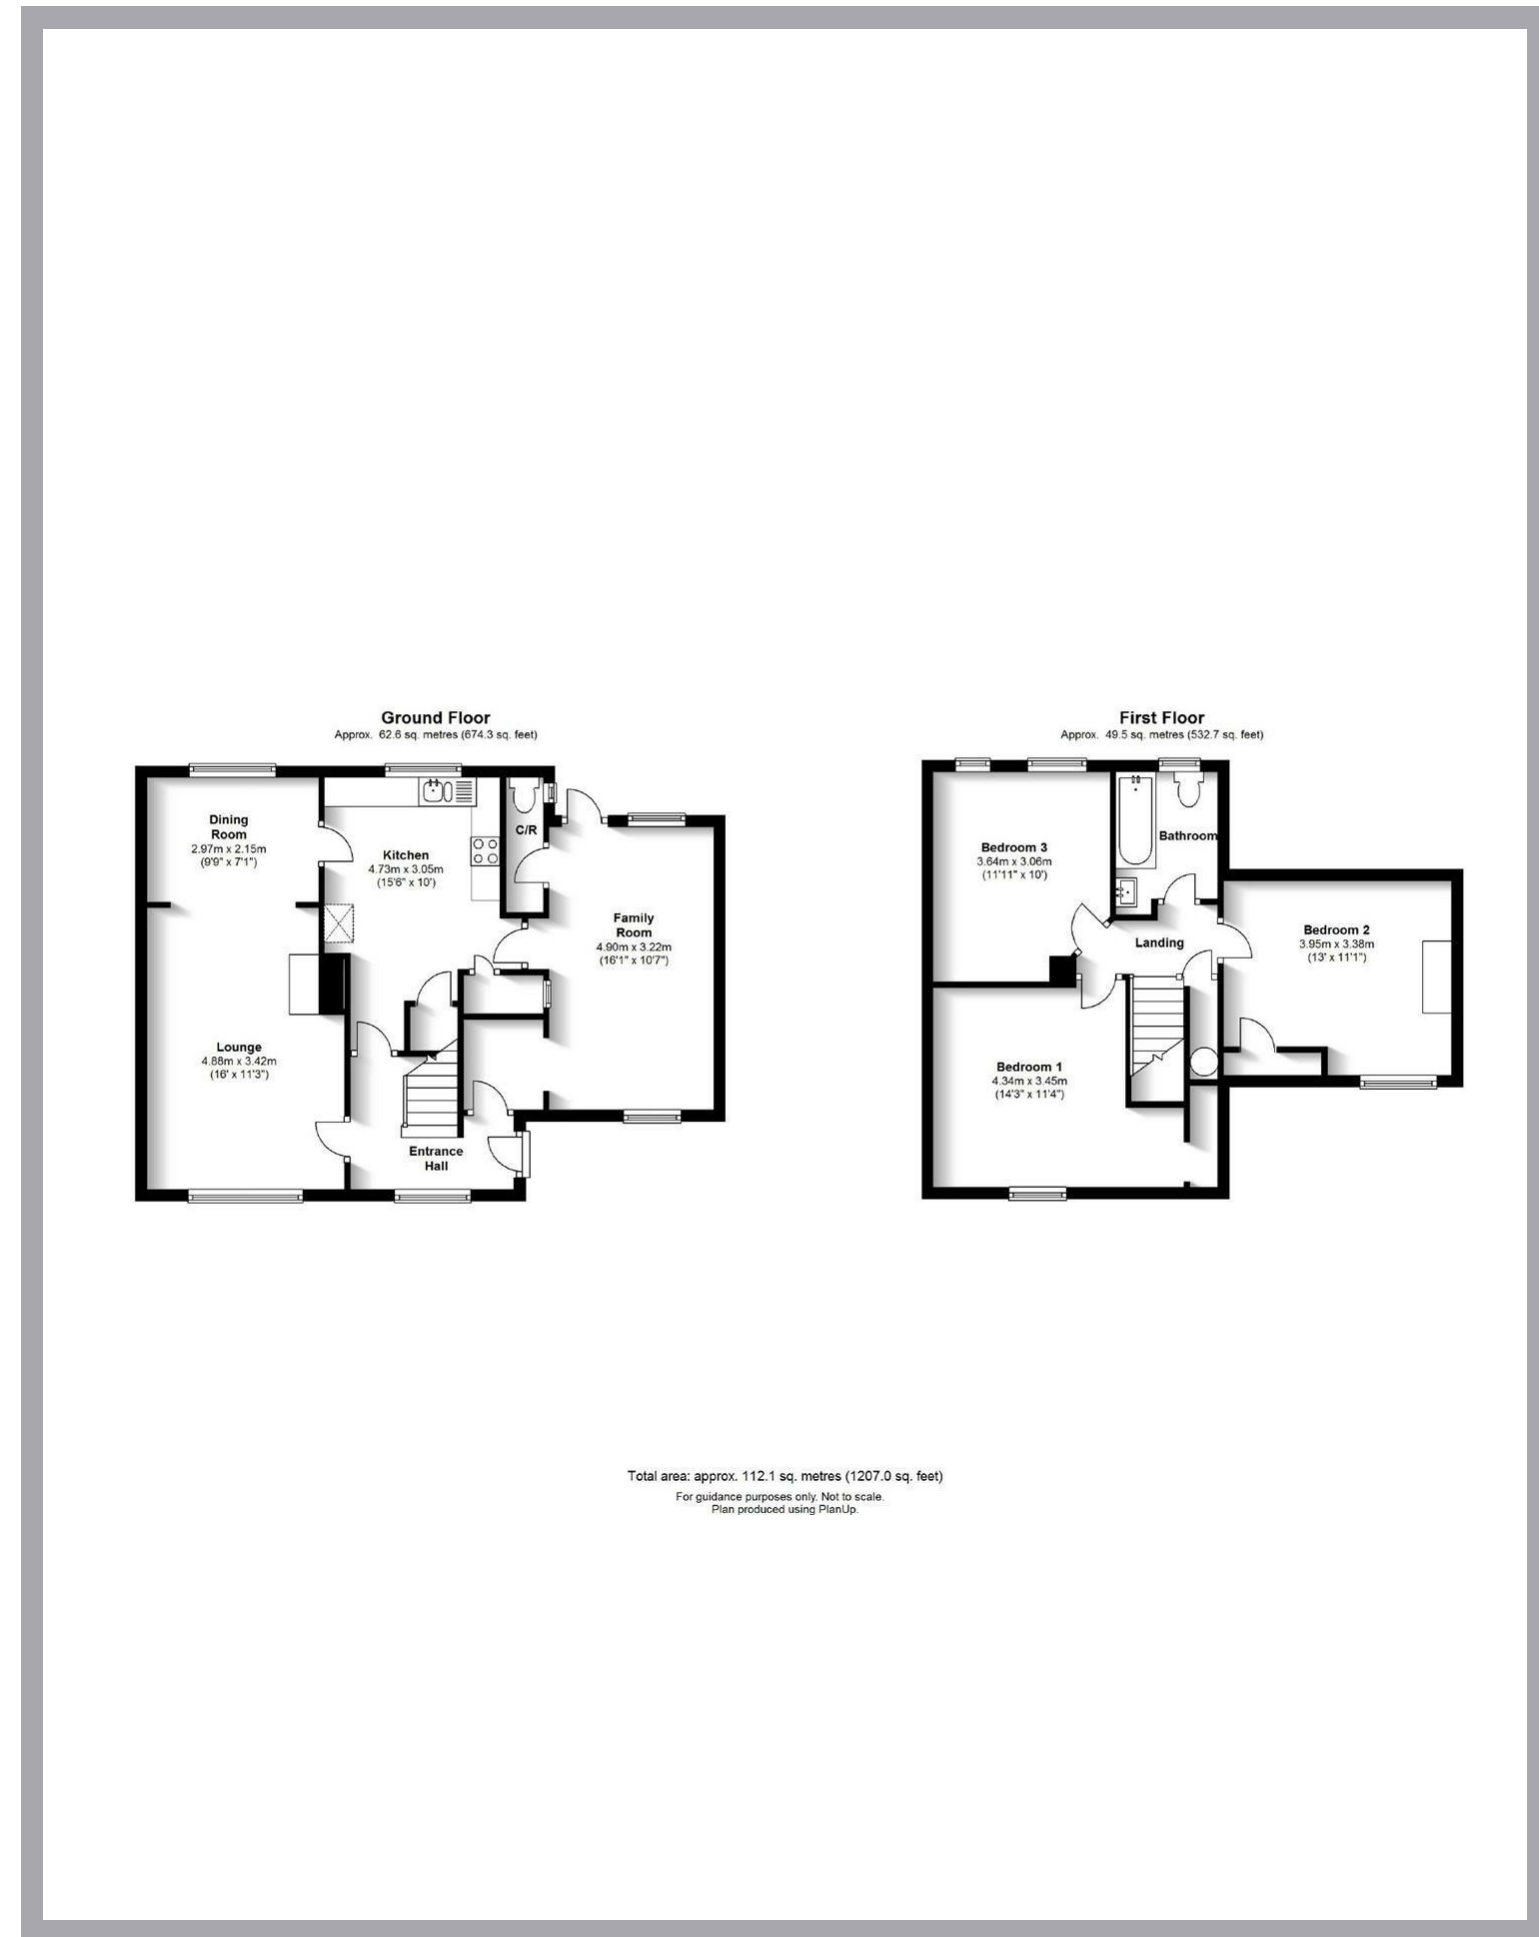 Ground Floor
Approx. 62.6 sq. metres (674.3 sq. feet)
Dining
Room
2.97m x 2.15m
(9'9" x 7'1")
Kitchen
4.73m x 3.05m
(15'6" x 10')
C/R
Family
Room
4.90m x 3.22m
(16'1" x 10'7")
Lounge
4.88m x 3.42m
(16' x 11'3")
Entrance
Hall
First Floor
Approx. 49.5 sq. metres (532.7 sq. feet)
Bedroom 3
3.64m x 3.06m
(11'11" x 10')
Bathroom
Landing
Bedroom 2
3.95m x 3.38m
(13' x 11'1")
Bedroom 1
4.34m x 3.45m
(14'3" x 11'4")
Total area: approx. 112.1 sq. metres (1207.0 sq. feet)
For guidance purposes only. Not to scale.
Plan produced using PlanUp.